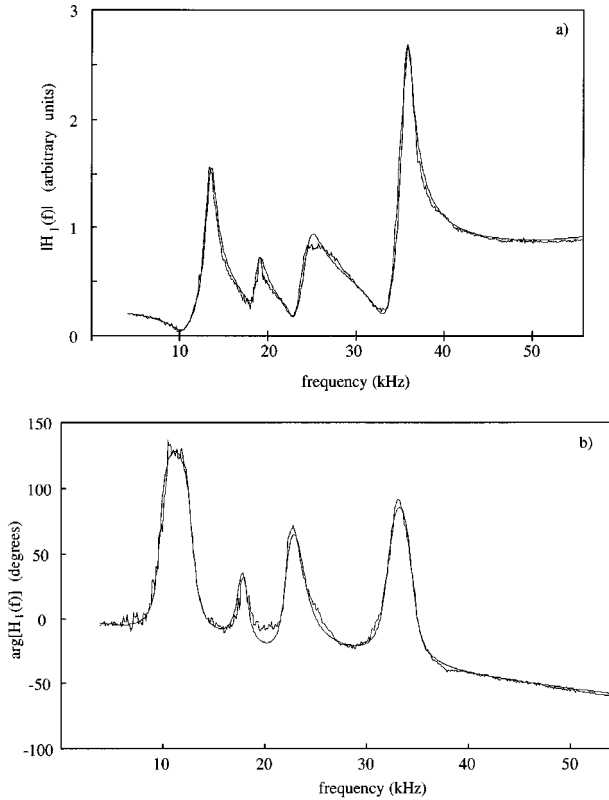 a)
3
2
1
0
|H1(f)| (arbitrary units)
10 20 30 40 50
frequency (kHz)
b)
150
100
50
0
-50
-100
arg[H1(f)] (degrees)
10 20 30 40 50
frequency (kHz)